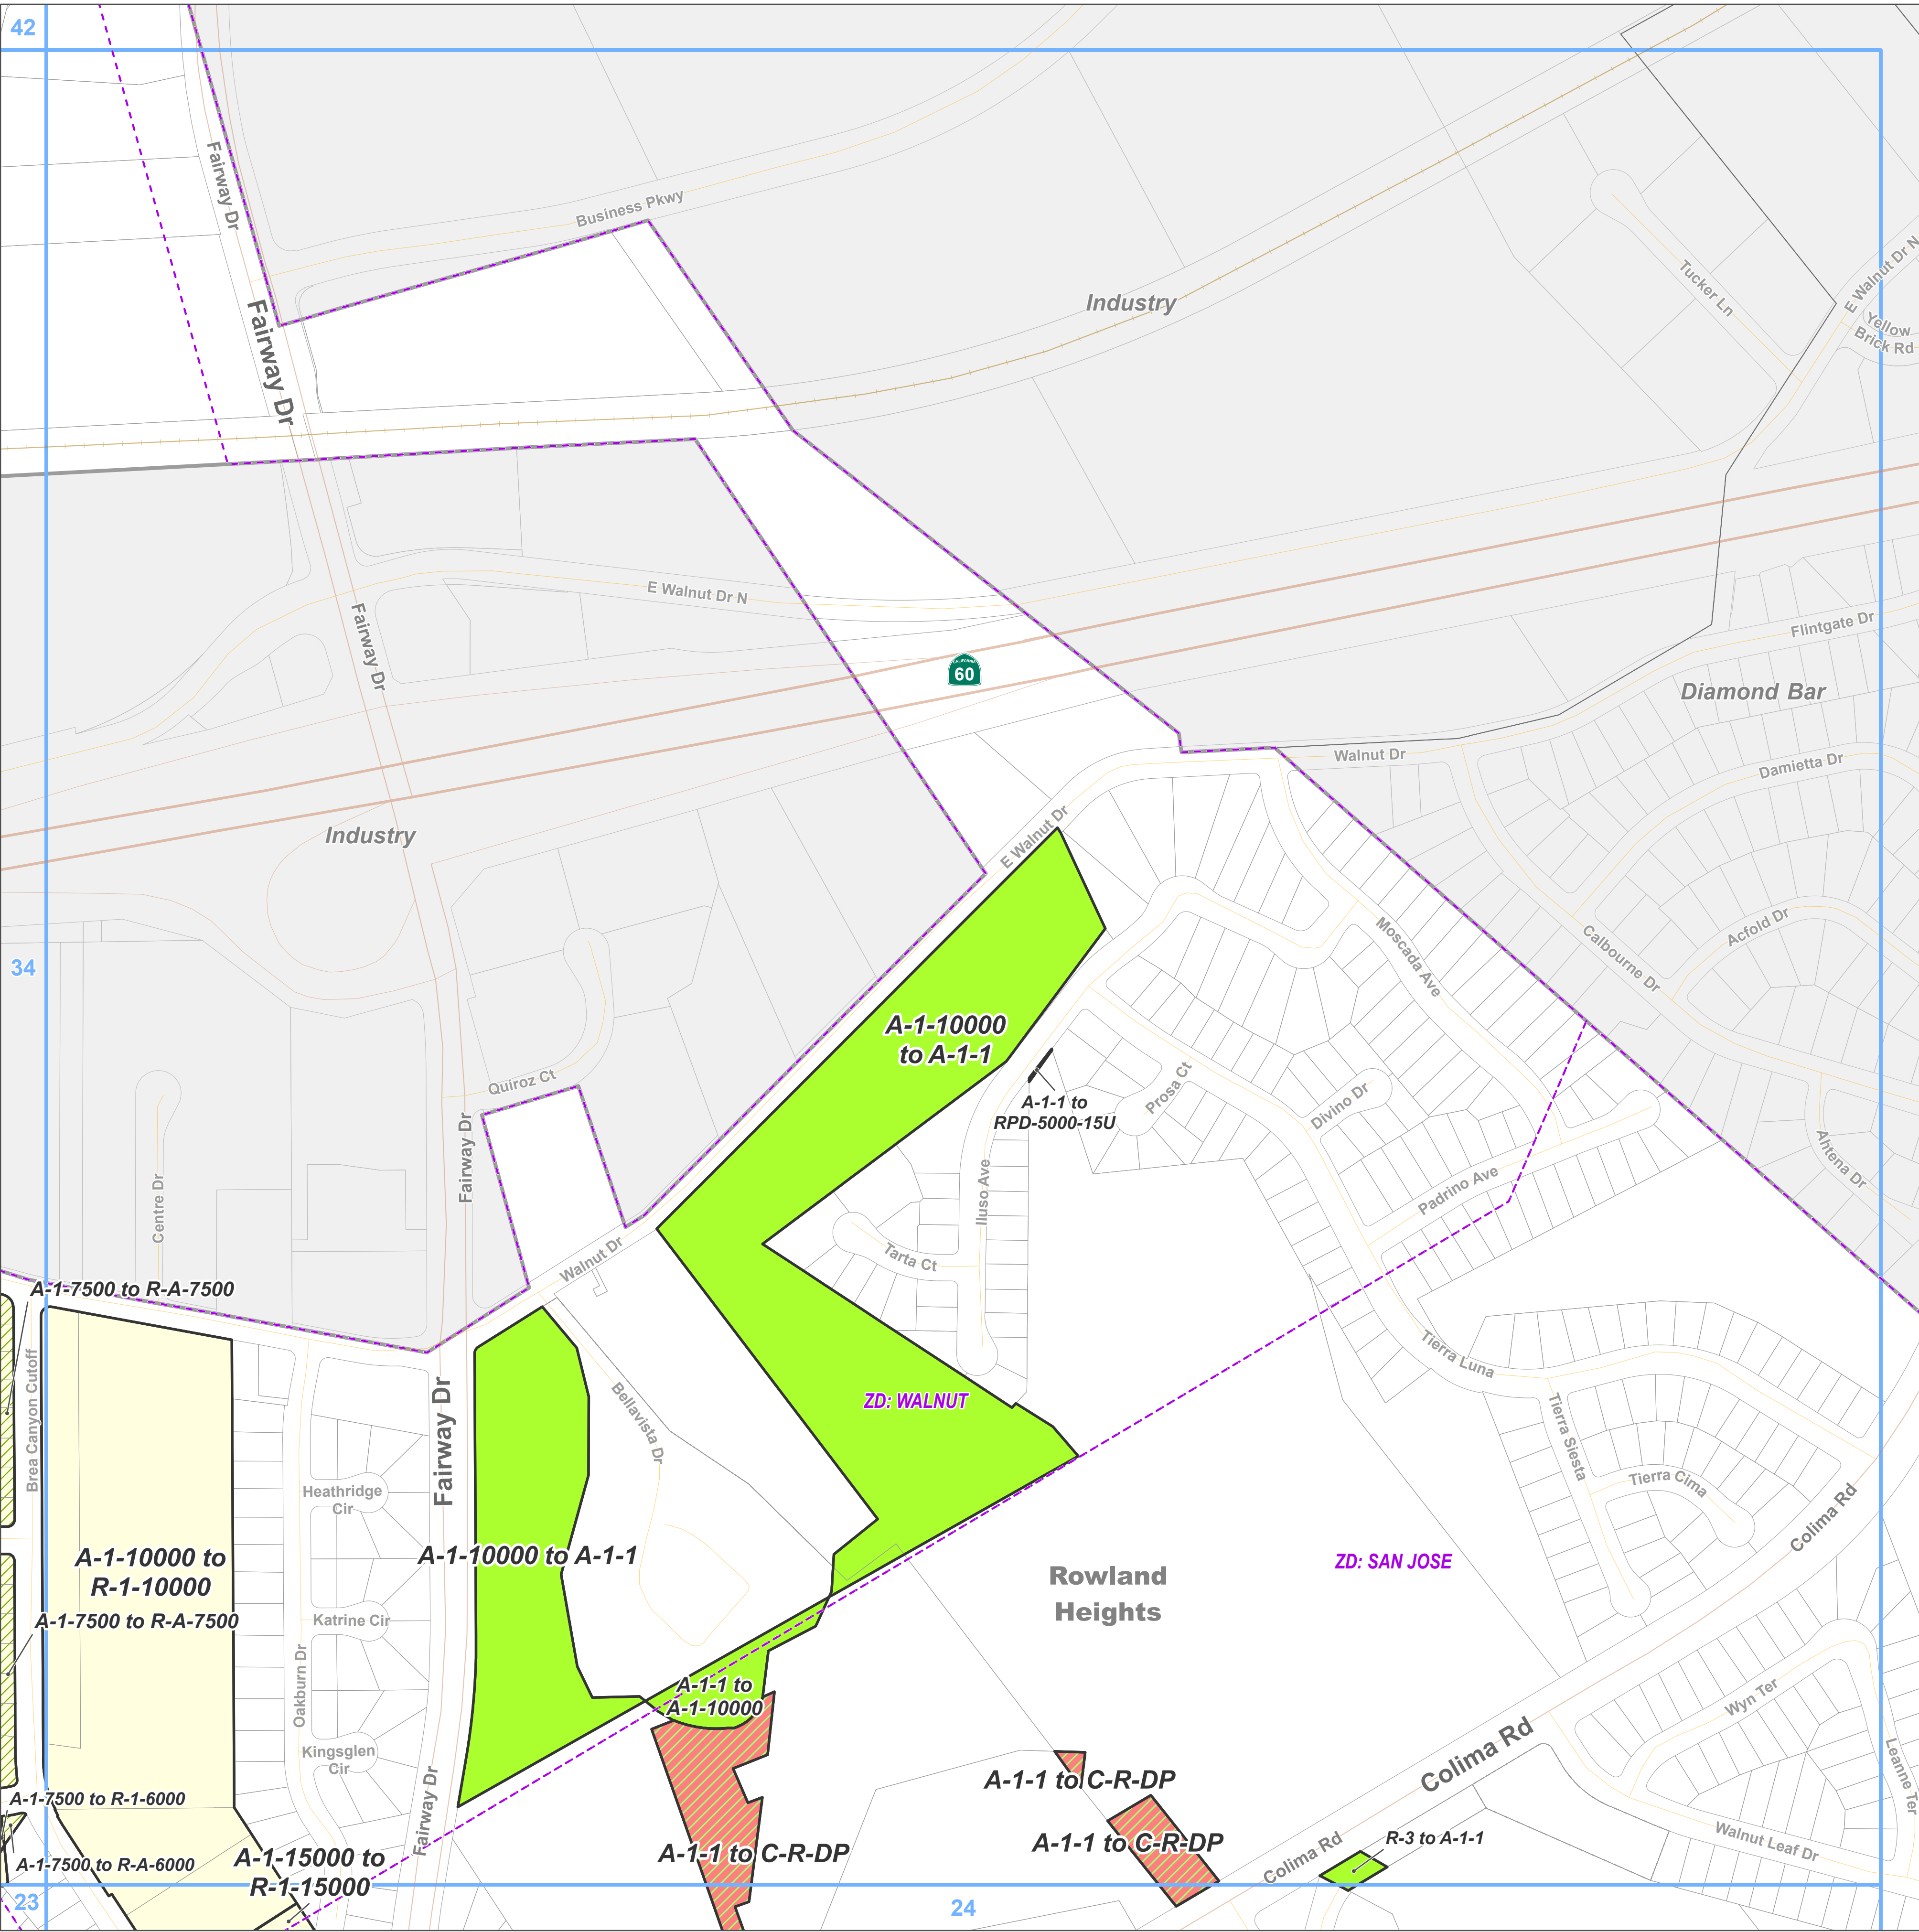 42
Fairway Dr
Business Pkwy
Industry
Tucker Ln
E Walnut Dr N
Yellow
Brick Rd
Fairway Dr
E Walnut Dr N
Fairway Dr
CALIFORNIA
60
Flintgate Dr
Diamond Bar
Walnut Dr
Damietta Dr
Industry
E Walnut Dr
Acfold Dr
Moscada Ave
Calbourne Dr
34
A-1-10000
to A-1-1
Quiroz Ct
Prosa Ct
Divino Dr
A-1-1 to
RPD-5000-15U
Fairway Dr
Ahtena Dr
Centre Dr
Iluso Ave
Padrino Ave
Walnut Dr
Tarta Ct
A-1-7500 to R-A-7500
Tierra Luna
Brea Canyon Cutoff
Fairway Dr
Bellavista Dr
ZD: WALNUT
Tierra Siesta
Tierra Cima
Heathridge
Cir
Colima Rd
A-1-10000 to
R-1-10000
A-1-10000 to A-1-1
Rowland
Heights
ZD: SAN JOSE
A-1-7500 to R-A-7500
Katrine Cir
Oakburn Dr
A-1-1 to
A-1-10000
Wyn Ter
Kingsglen
Cir
Colima Rd
Leanne Ter
A-1-1 to C-R-DP
A-1-7500 to R-1-6000
Fairway Dr
A-1-1 to C-R-DP
A-1-1 to C-R-DP
R-3 to A-1-1
Walnut Leaf Dr
Colima Rd
A-1-7500 to R-A-6000
A-1-15000 to
R-1-15000
23
24